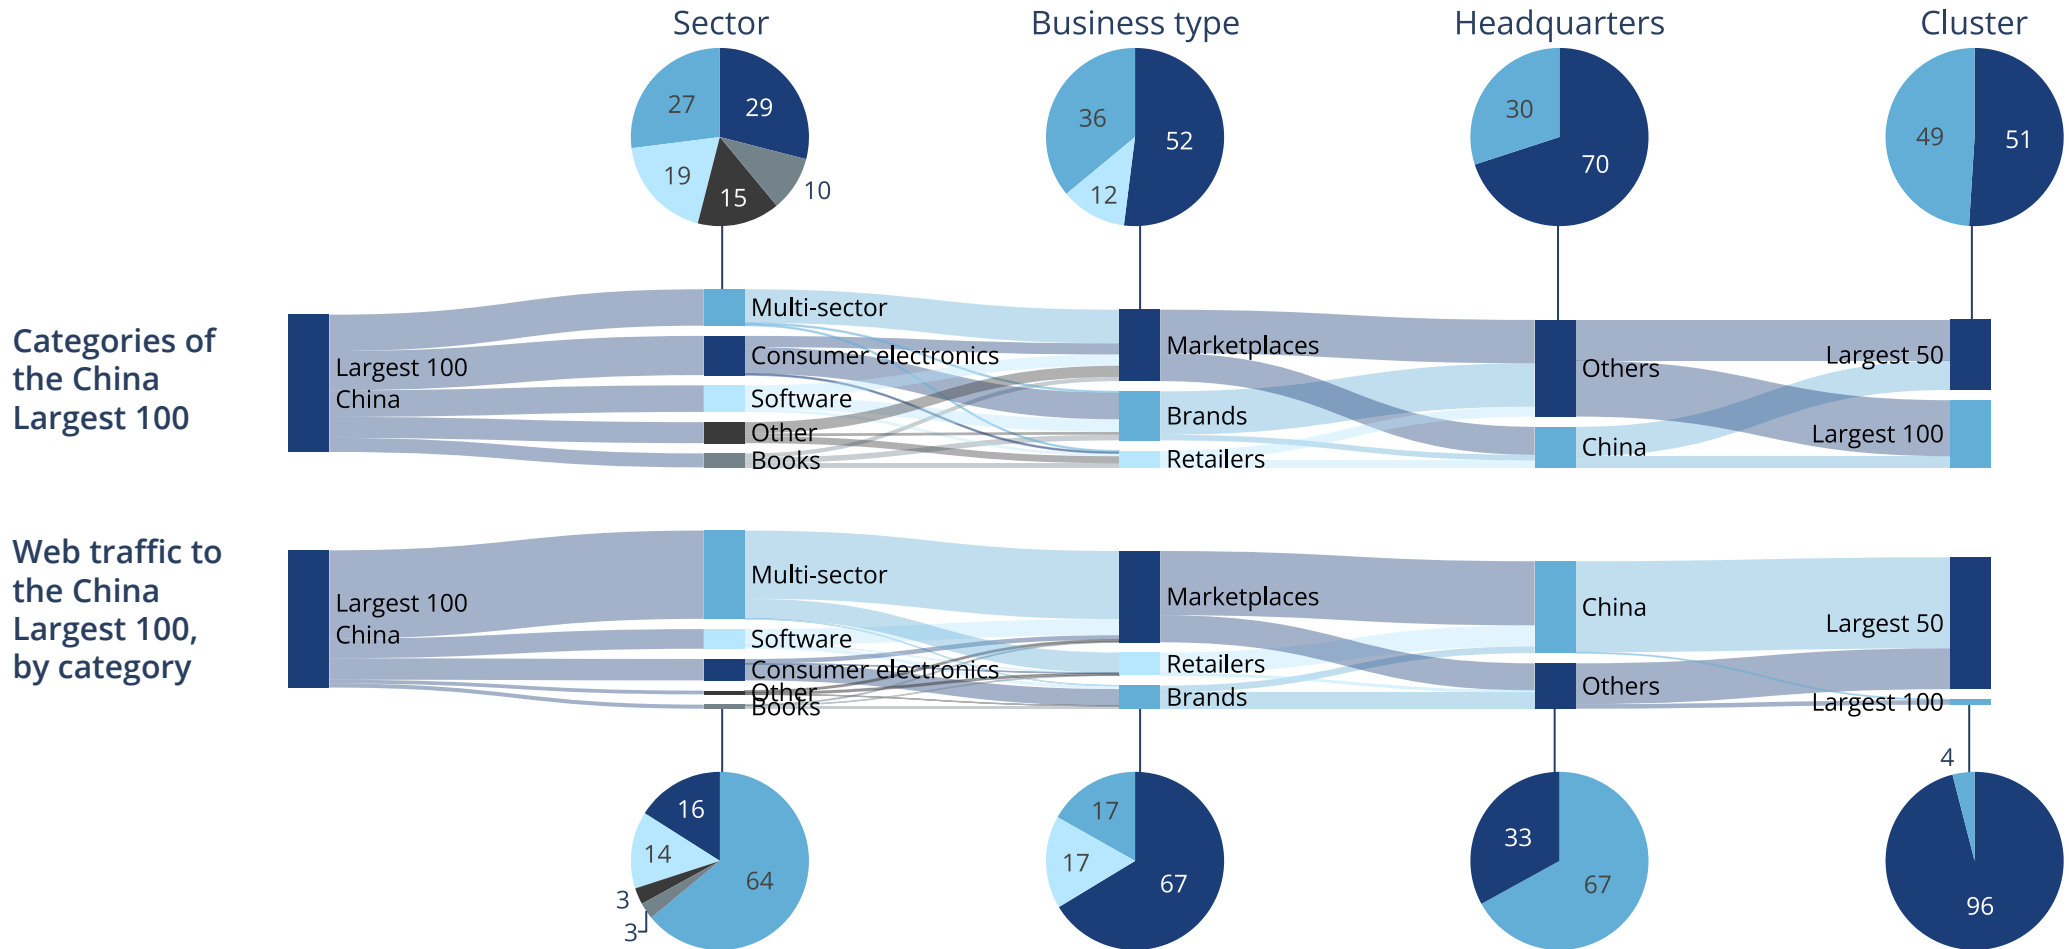 Sector
Business type
Headquarters
Cluster
27
29
19
15
10
36
52
12
30
70
49
51
Categories of
the China
Largest 100
Largest 100
China
Multi-sector
Consumer electronics
Software
Other
Books
Marketplaces
Brands
Retailers
Others
China
Largest 50
Largest 100
Web traffic to
the China
Largest 100,
by category
Largest 100
China
Multi-sector
Software
Consumer electronics
Other
Books
Marketplaces
Retailers
Brands
China
Others
Largest 50
Largest 100
16
14
3
3
64
17
17
67
33
67
4
96